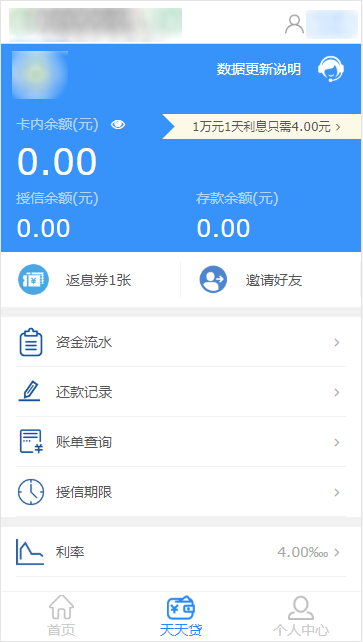 数据更新说明
卡内余额(元)
1万元1天利息只需4.00元
0.00
授信余额(元) 存款余额(元)
0.00 0.00
返息券1张 邀请好友
资金流水
还款记录
账单查询
授信期限
利率 4.00‱
首页 天天贷 个人中心